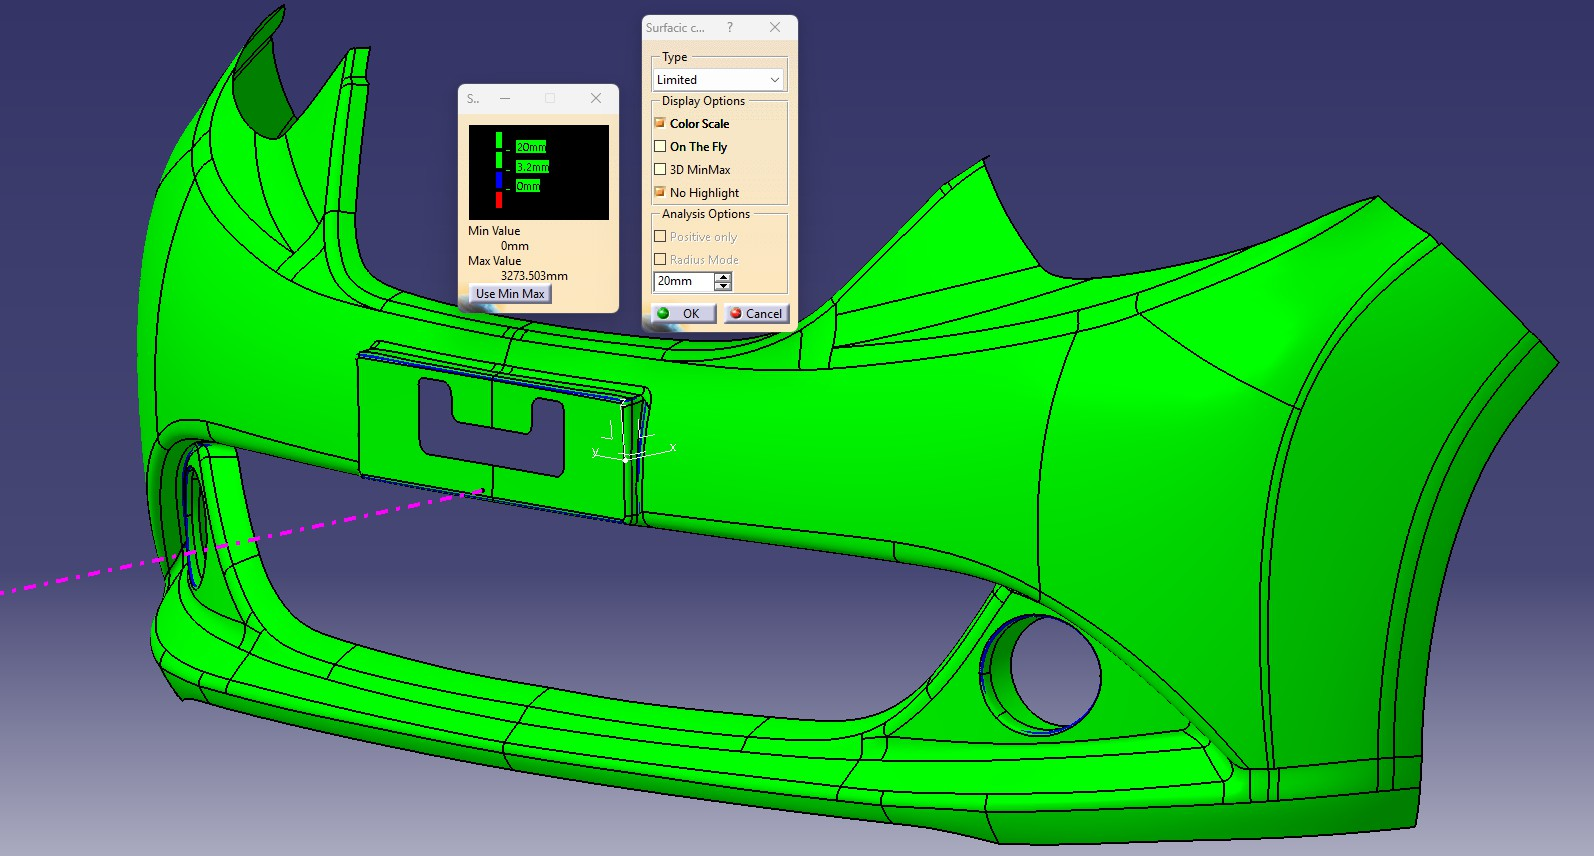 S..
20mm
3.2mm
0mm
Min Value
0mm
Max Value
3273.503mm
Use Min Max
Surfacic c... ?
Type
Limited
Display Options
Color Scale
On The Fly
3D MinMax
No Highlight
Analysis Options
Positive only
Radius Mode
20mm
OK Cancel
z
y x